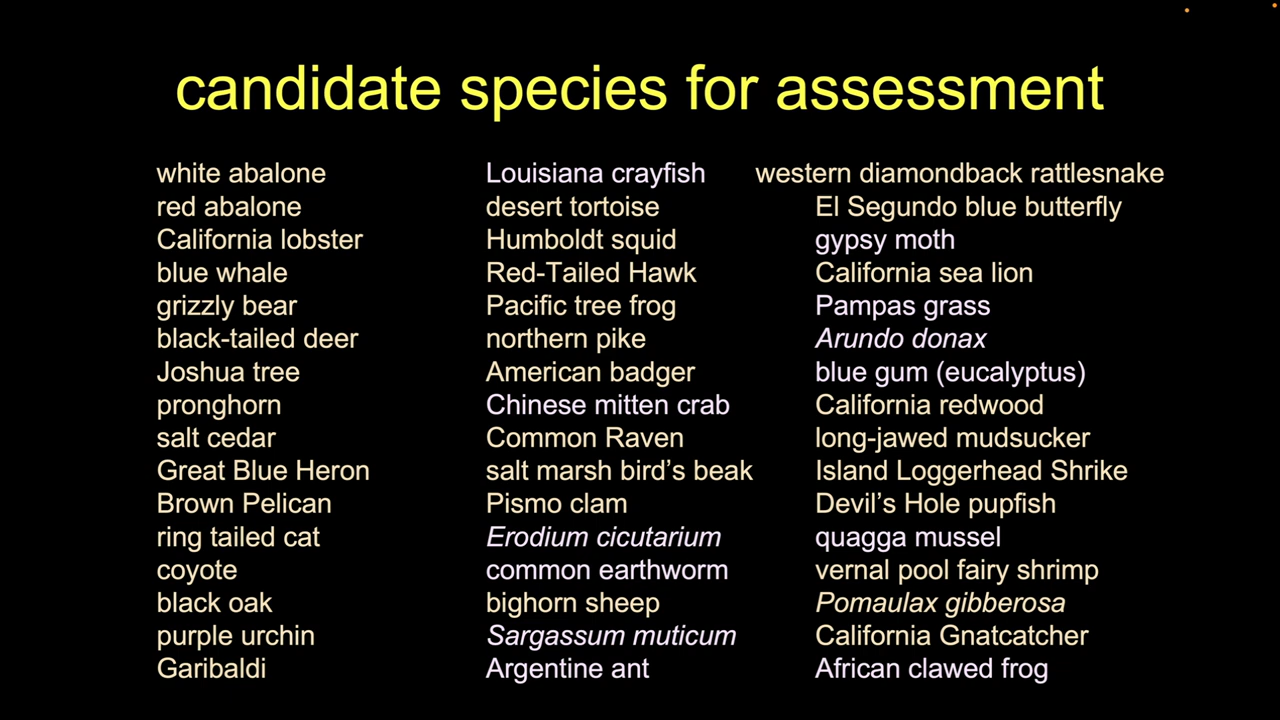 candidate species for assessment
white abalone
red abalone
California lobster
blue whale
grizzly bear
black-tailed deer
Joshua tree
pronghorn
salt cedar
Great Blue Heron
Brown Pelican
ring tailed cat
coyote
black oak
purple urchin
Garibaldi
Louisiana crayfish
desert tortoise
Humboldt squid
Red-Tailed Hawk
Pacific tree frog
northern pike
American badger
Chinese mitten crab
Common Raven
salt marsh bird’s beak
Pismo clam
Erodium cicutarium
common earthworm
bighorn sheep
Sargassum muticum
Argentine ant
western diamondback rattlesnake
El Segundo blue butterfly
gypsy moth
California sea lion
Pampas grass
Arundo donax
blue gum (eucalyptus)
California redwood
long-jawed mudsucker
Island Loggerhead Shrike
Devil’s Hole pupfish
quagga mussel
vernal pool fairy shrimp
Pomaulax gibberosa
California Gnatcatcher
African clawed frog